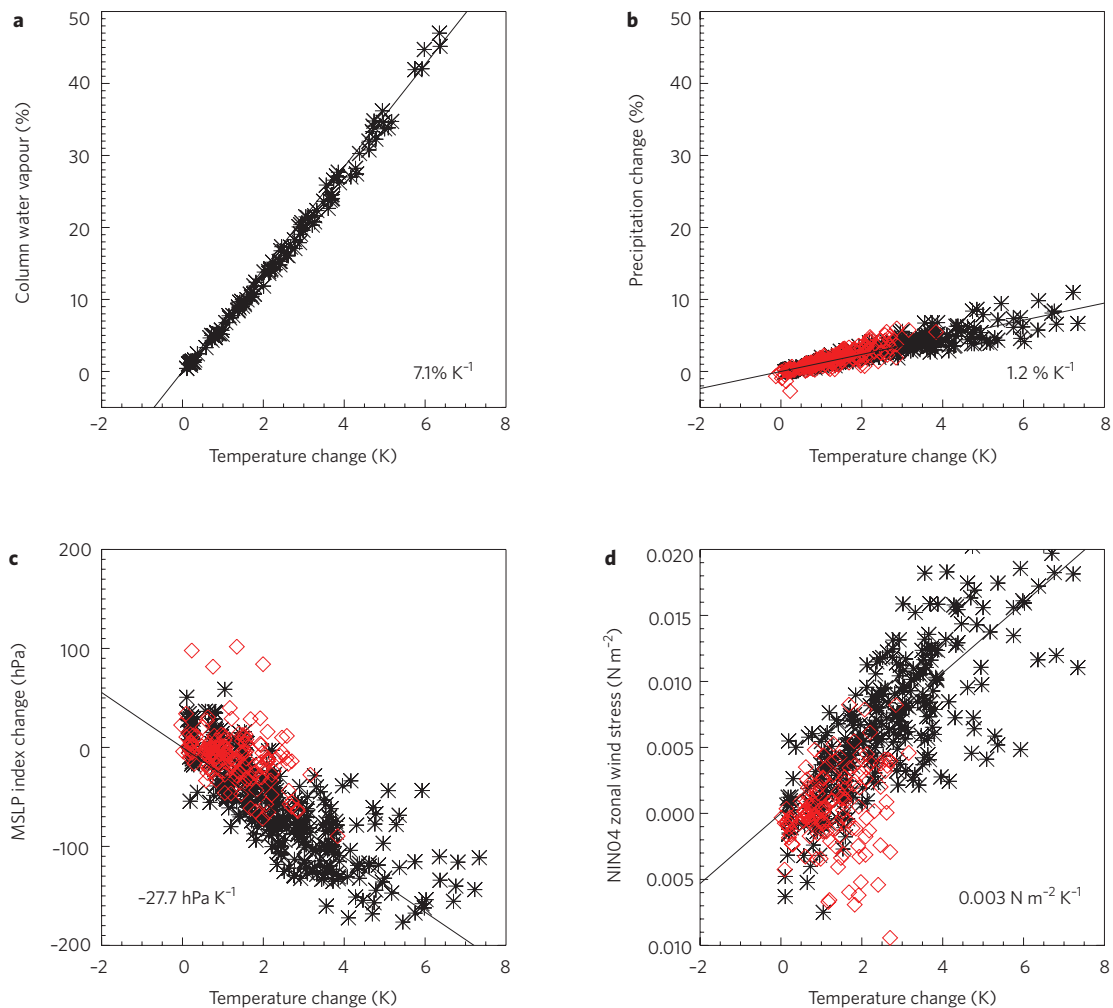 a
50
40
30
20
10
0
Column water vapour (%)
7.1% K⁻¹
−2 0 2 4 6 8
Temperature change (K)
b
50
40
30
20
10
0
Precipitation change (%)
1.2 % K⁻¹
−2 0 2 4 6 8
Temperature change (K)
c
200
100
0
−100
−200
MSLP index change (hPa)
−27.7 hPa K⁻¹
−2 0 2 4 6 8
Temperature change (K)
d
0.020
0.015
0.010
0.005
0.000
0.005
0.010
NIN04 zonal wind stress (N m⁻²)
0.003 N m⁻² K⁻¹
−2 0 2 4 6 8
Temperature change (K)